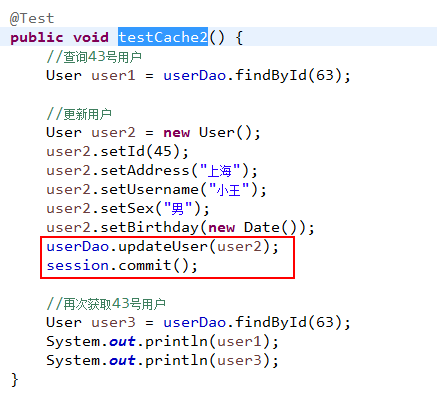 @Test
public void testCache2() {
//查询43号用户
User user1 = userDao.findById(63);
//更新用户
User user2 = new User();
user2.setId(45);
user2.setAddress("上海");
user2.setUsername("小王");
user2.setSex("男");
user2.setBirthday(new Date());
userDao.updateUser(user2);
session.commit();
//再次获取43号用户
User user3 = userDao.findById(63);
System.out.println(user1);
System.out.println(user3);
}